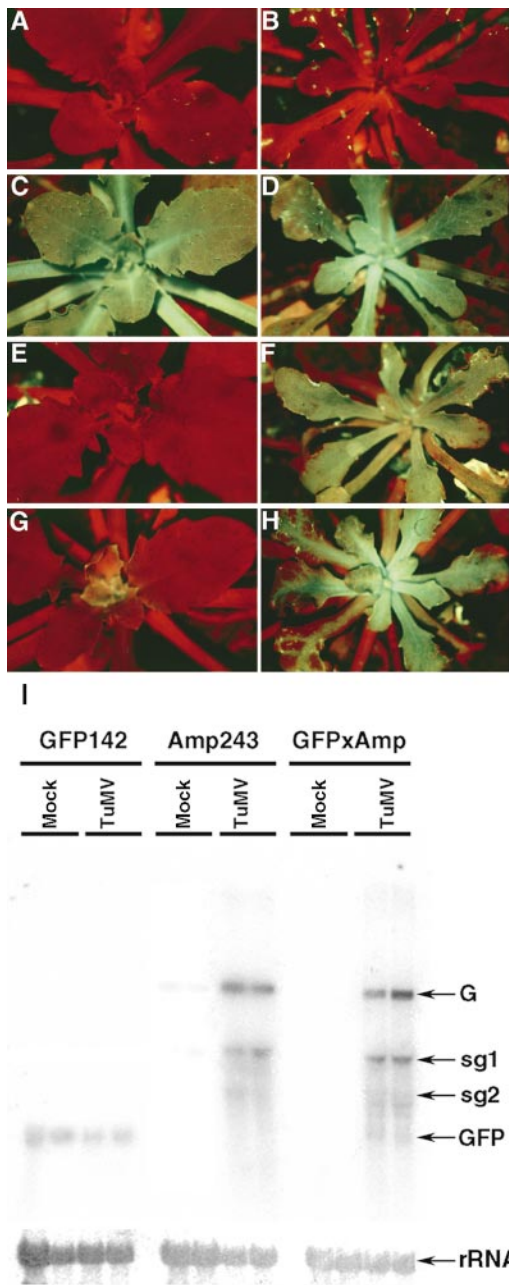 A B
C D
E F
G H
I
GFP142 Amp243 GFPxAmp
Mock TuMV Mock TuMV Mock TuMV
G
sg1
sg2
GFP
rRNA